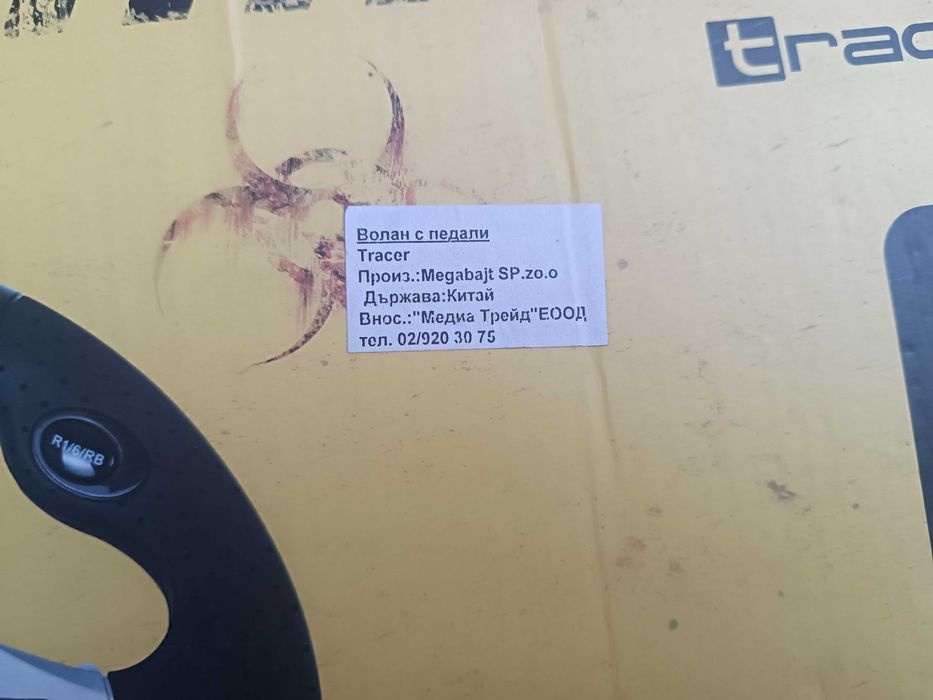 trac
Волан с педали
Tracer
Произ.:Megabajt SP.zo.o
Държава:Китай
Внос.:"Медиа Трейд"ЕООД
тел. 02/920 30 75
R1/6/RB